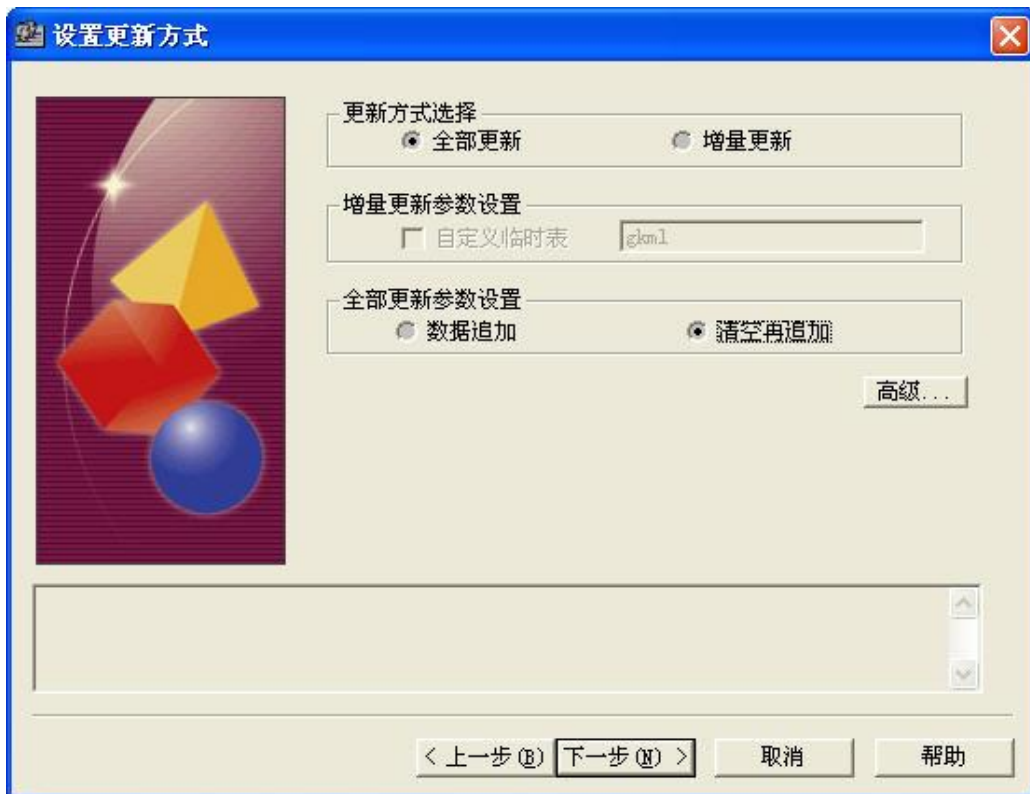 设置更新方式
更新方式选择
全部更新 增量更新
增量更新参数设置
自定义临时表 gkml
全部更新参数设置
数据追加 清空再追加
高级...
< 上一步(B) 下一步(N) > 取消 帮助